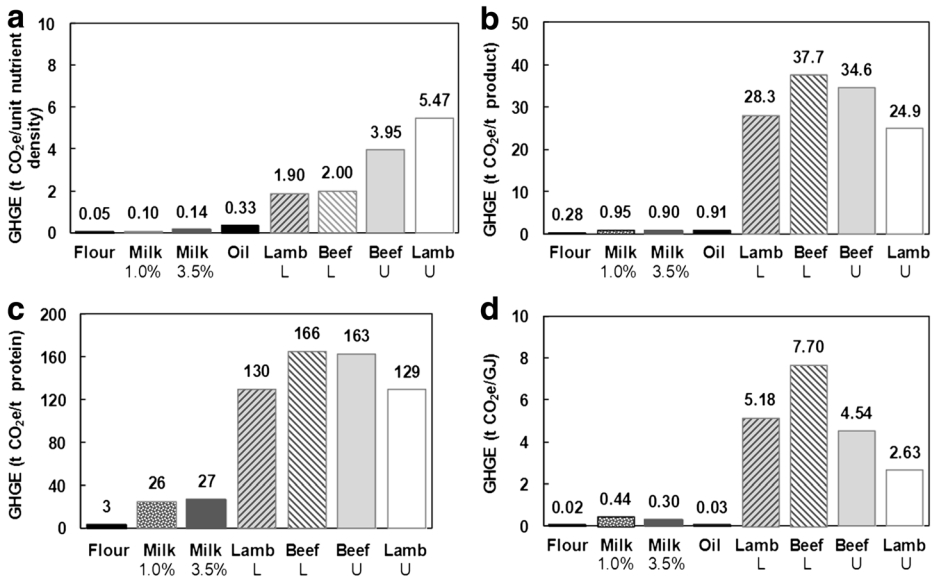 a
GHGE (t CO₂e/unit nutrient
density)
10
8
6
4
2
0
0.05 0.10 0.14 0.33 1.90 2.00 3.95 5.47
Flour Milk Milk Oil Lamb Beef Beef Lamb
1.0% 3.5% L L U U
b
GHGE (t CO₂e/t product)
50
40
30
20
10
0
0.28 0.95 0.90 0.91 28.3 37.7 34.6 24.9
Flour Milk Milk Oil Lamb Beef Beef Lamb
1.0% 3.5% L L U U
c
GHGE (t CO₂e/t protein)
200
160
120
80
40
0
3 26 27 130 166 163 129
Flour Milk Milk Lamb Beef Beef Lamb
1.0% 3.5% L L U U
d
GHGE (t CO₂e/GJ)
10
8
6
4
2
0
0.02 0.44 0.30 0.03 5.18 7.70 4.54 2.63
Flour Milk Milk Oil Lamb Beef Beef Lamb
1.0% 3.5% L L U U